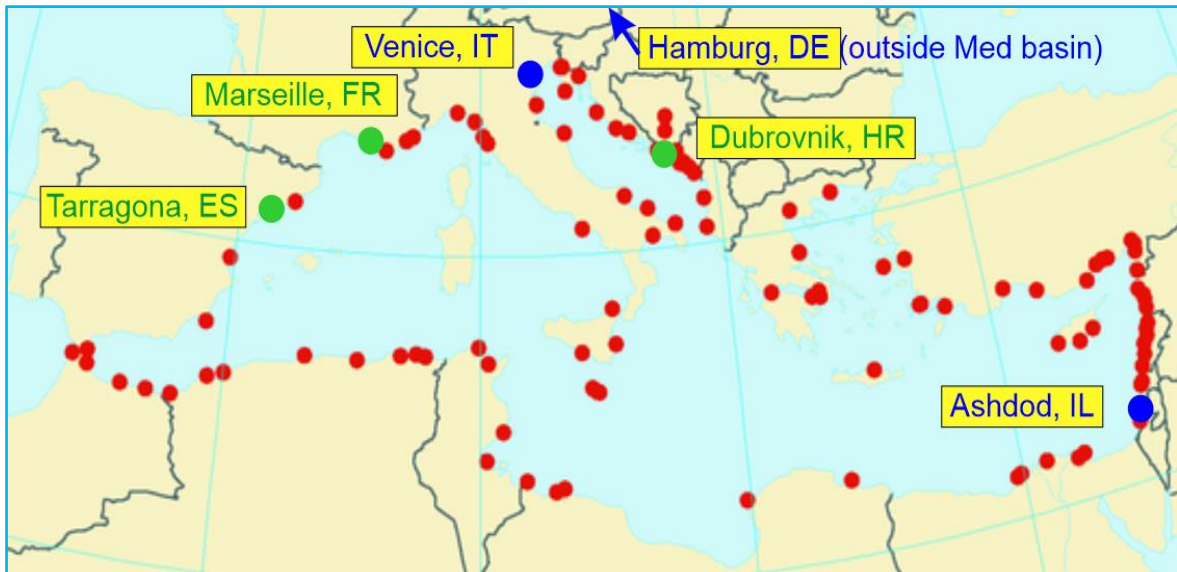 Venice, IT
Hamburg, DE (outside Med basin)
Marseille, FR
Dubrovnik, HR
Tarragona, ES
Ashdod, IL